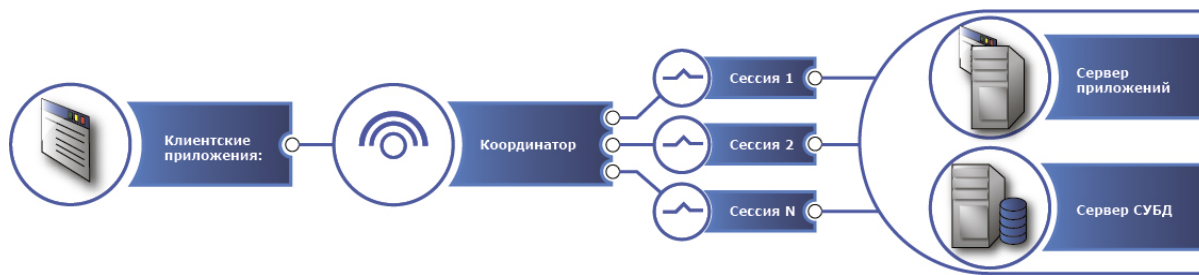 Клиентские
приложения:
Координатор
Сессия 1
Сессия 2
Сессия N
Сервер
приложений
Сервер СУБД